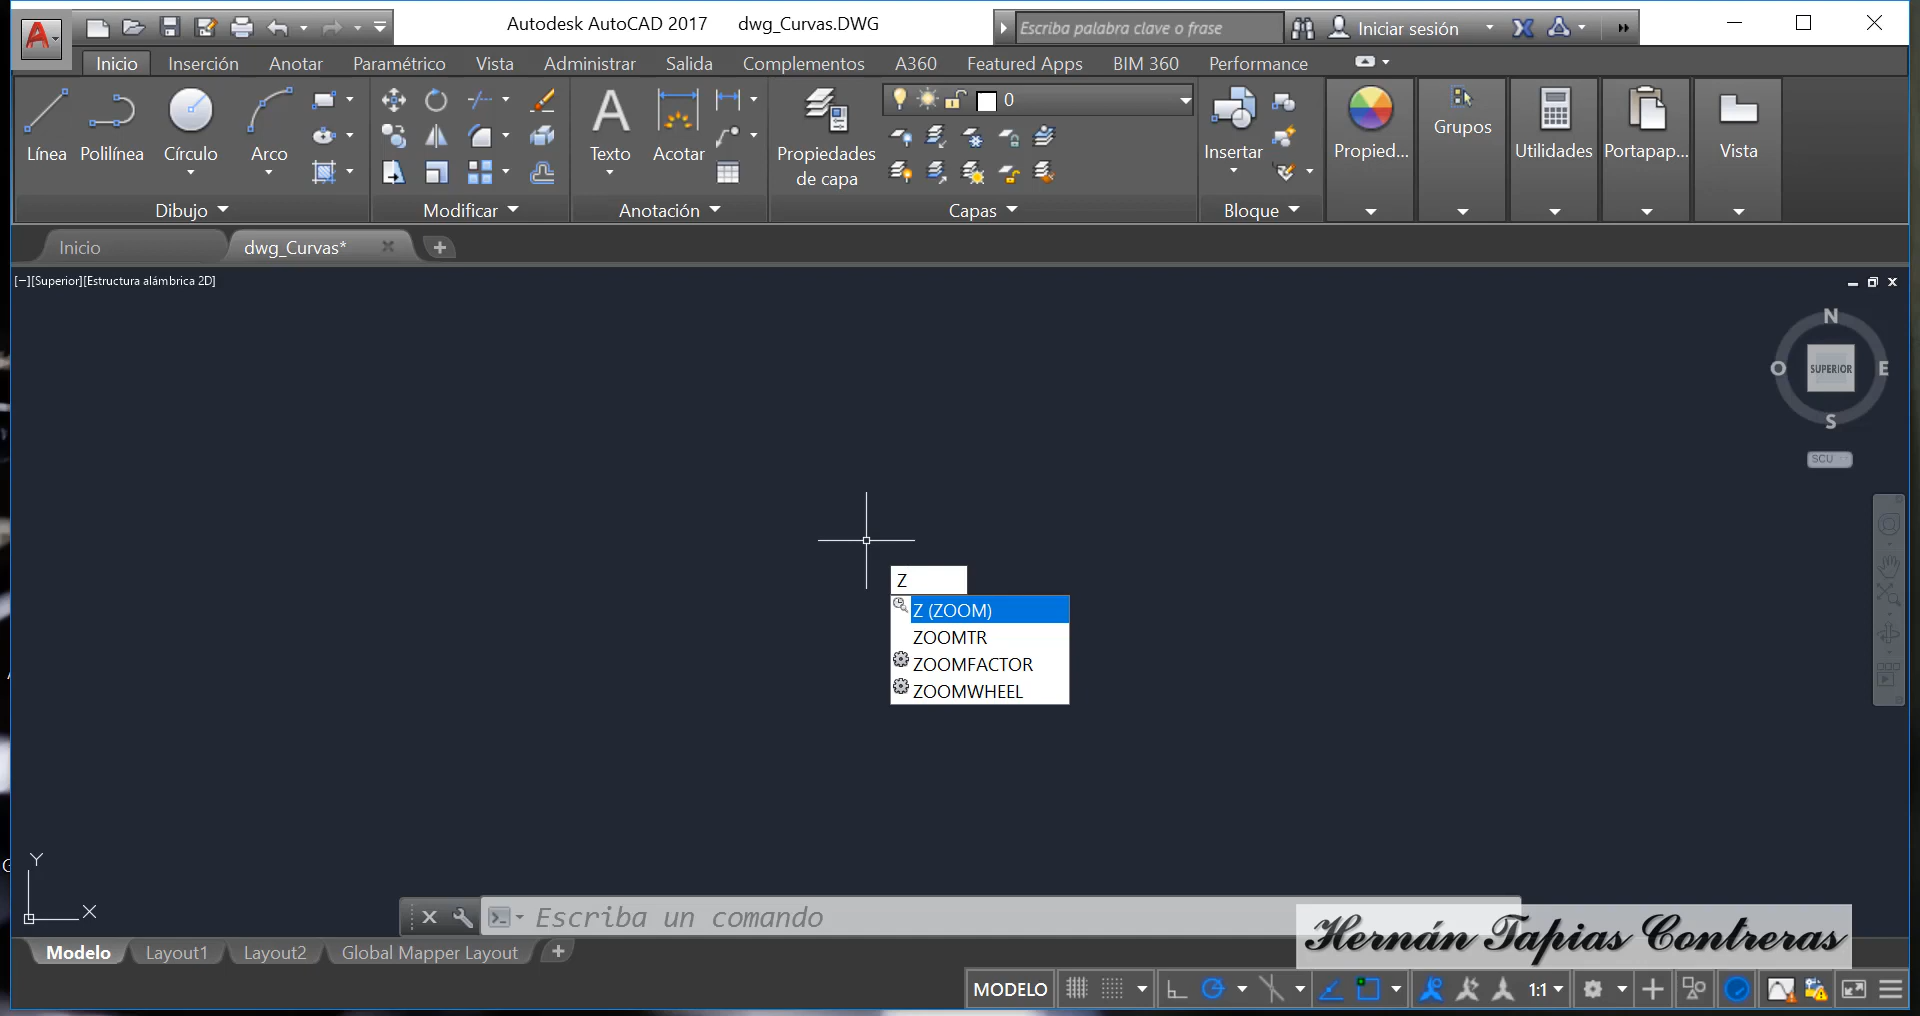 Autodesk AutoCAD 2017 dwg_Curvas.DWG
Escriba palabra clave o frase
Iniciar sesión
Inicio Inserción Anotar Paramétrico Vista Administrar Salida Complementos A360 Featured Apps BIM 360 Performance
0
Línea Polilínea Círculo Arco
Texto Acotar
Propiedades de capa
Insertar
Propied...
Grupos
Utilidades
Portapap...
Vista
Dibujo Modificar Anotación Capas Bloque
Inicio dwg_Curvas*
[−][Superior][Estructura alámbrica 2D]
N
O SUPERIOR E
S
SCU
Z
Z (ZOOM)
ZOOMTR
ZOOMFACTOR
ZOOMWHEEL
Y
X
Escriba un comando
Hernán Tapias Contreras
Modelo Layout1 Layout2 Global Mapper Layout
MODELO 1:1